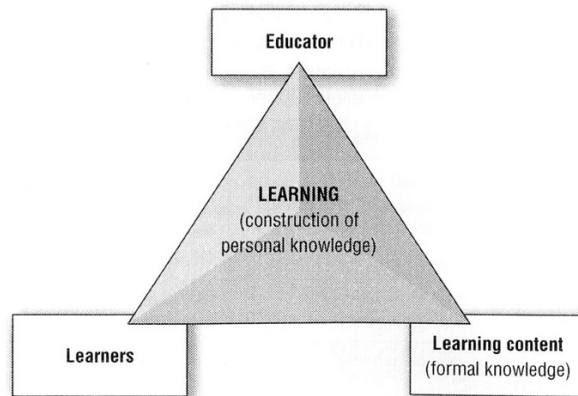 Educator
LEARNING
(construction of
personal knowledge)
Learners
Learning content
(formal knowledge)